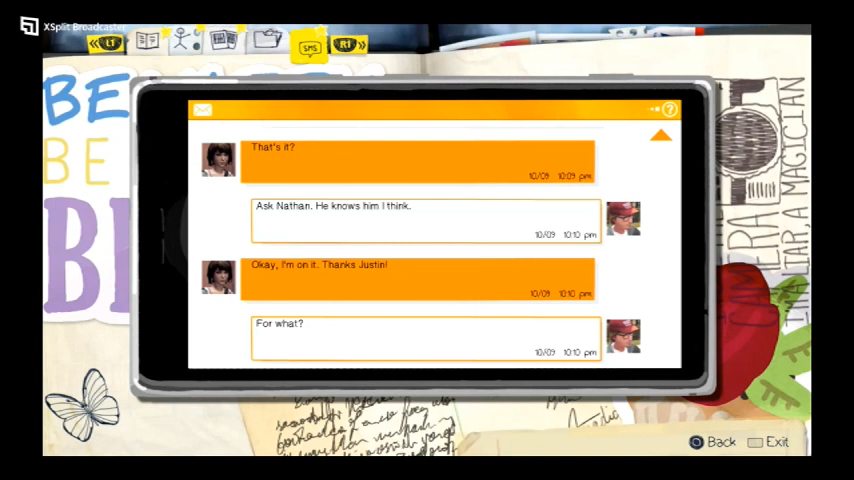 XSplit Broadcaster
LT
SMS
R1
BE
BE
B
?
That's it?
10/09 10:09 pm
Ask Nathan. He knows him I think.
10/09 10:10 pm
Okay, I'm on it. Thanks Justin!
10/09 10:10 pm
For what?
10/09 10:10 pm
CAMERA
A MAGICIAN
Back
Exit